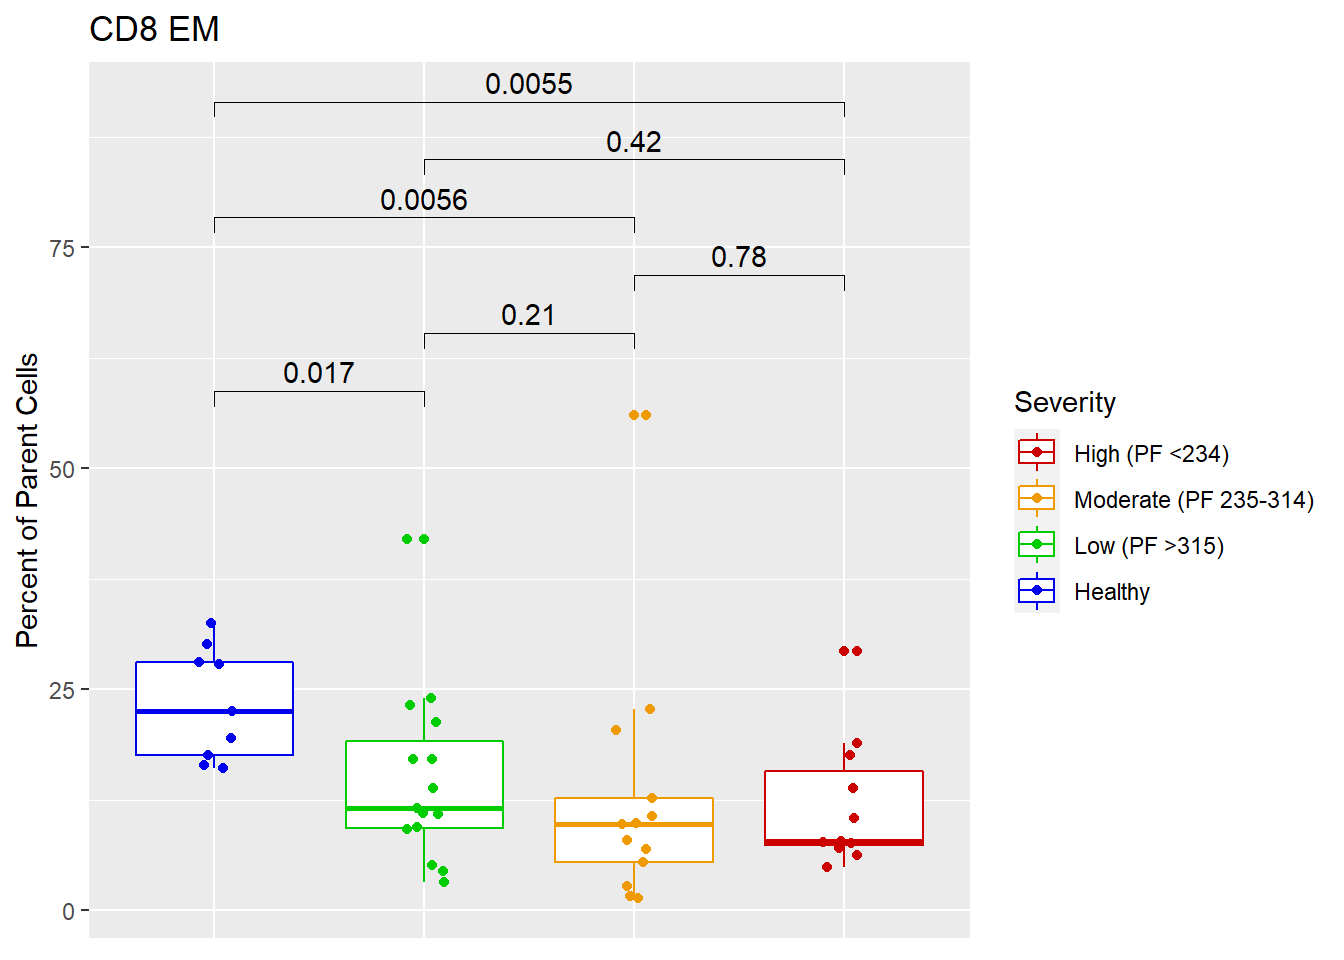 CD8 EM
0.0055
0.42
0.0056
0.78
0.21
0.017
75
50
25
0
Percent of Parent Cells
Severity
High (PF <234)
Moderate (PF 235-314)
Low (PF >315)
Healthy